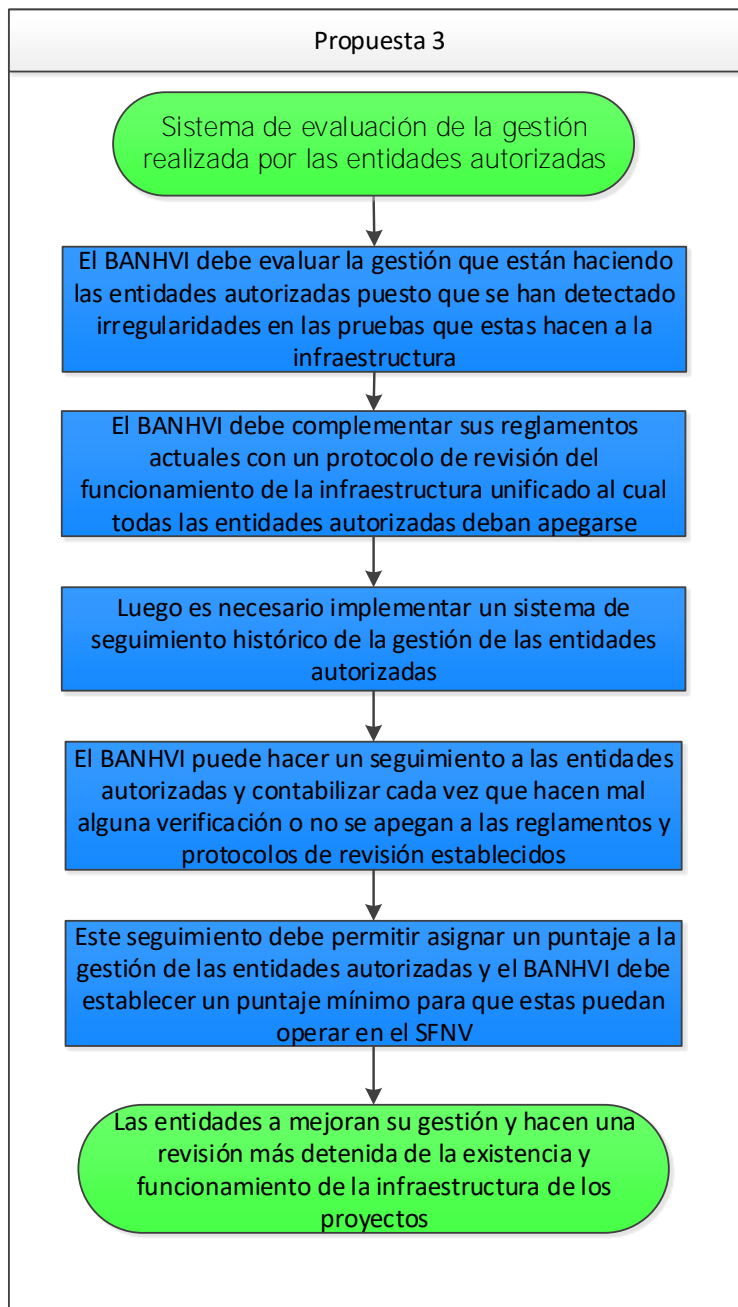 Propuesta 3
Sistema de evaluación de la gestión
realizada por las entidades autorizadas
El BANHVI debe evaluar la gestión que están haciendo
las entidades autorizadas puesto que se han detectado
irregularidades en las pruebas que estas hacen a la
infraestructura
El BANHVI debe complementar sus reglamentos
actuales con un protocolo de revisión del
funcionamiento de la infraestructura unificado al cual
todas las entidades autorizadas deban apegarse
Luego es necesario implementar un sistema de
seguimiento histórico de la gestión de las entidades
autorizadas
El BANHVI puede hacer un seguimiento a las entidades
autorizadas y contabilizar cada vez que hacen mal
alguna verificación o no se apegan a las reglamentos y
protocolos de revisión establecidos
Este seguimiento debe permitir asignar un puntaje a la
gestión de las entidades autorizadas y el BANHVI debe
establecer un puntaje mínimo para que estas puedan
operar en el SFNV
Las entidades a mejoran su gestión y hacen una
revisión más detenida de la existencia y
funcionamiento de la infraestructura de los
proyectos